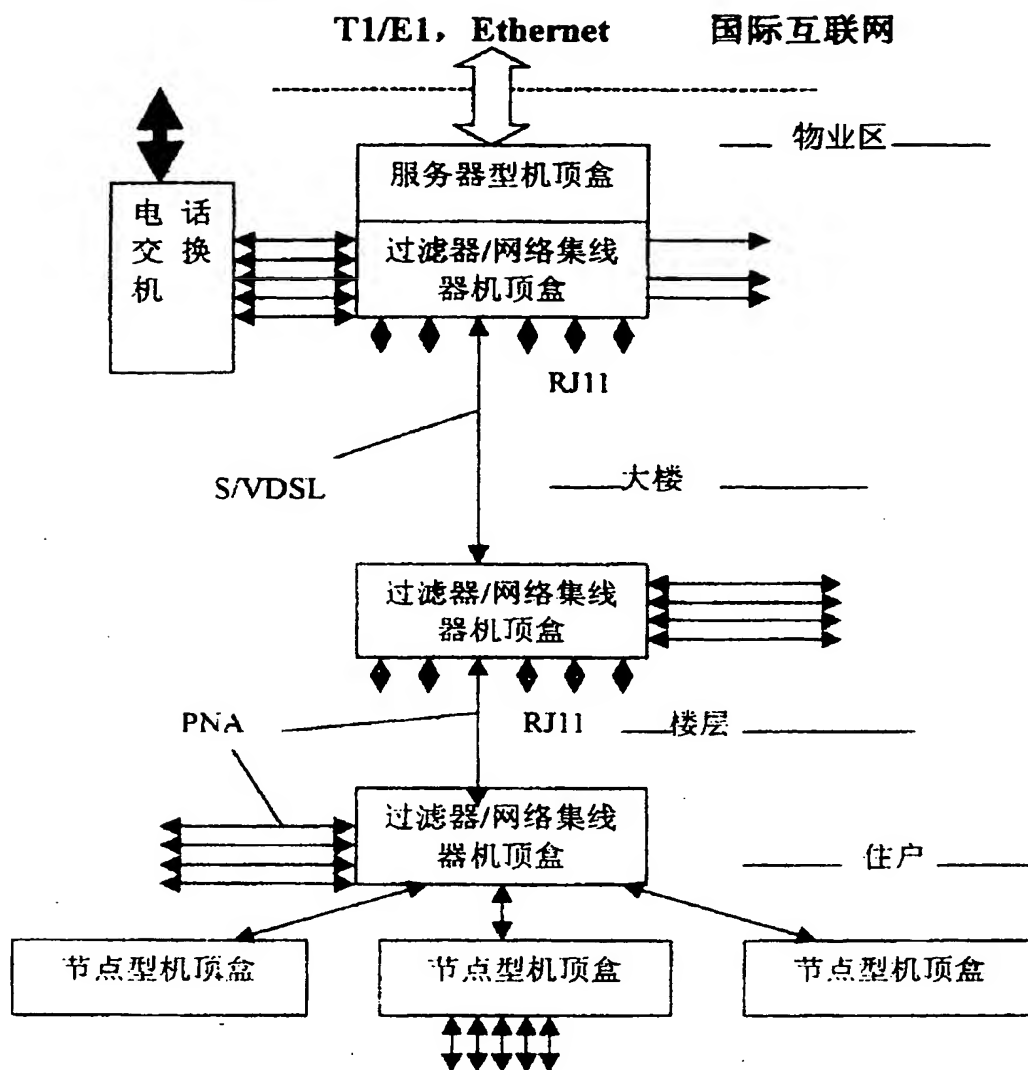 T1/E1，Ethernet 国际互联网
物业区
服务器型机顶盒
电 话
交 换
机
过滤器/网络集线
器机顶盒
RJ11
S/VDSL
大楼
过滤器/网络集线
器机顶盒
PNA
RJ11
楼层
过滤器/网络集线
器机顶盒
住户
节点型机顶盒
节点型机顶盒
节点型机顶盒